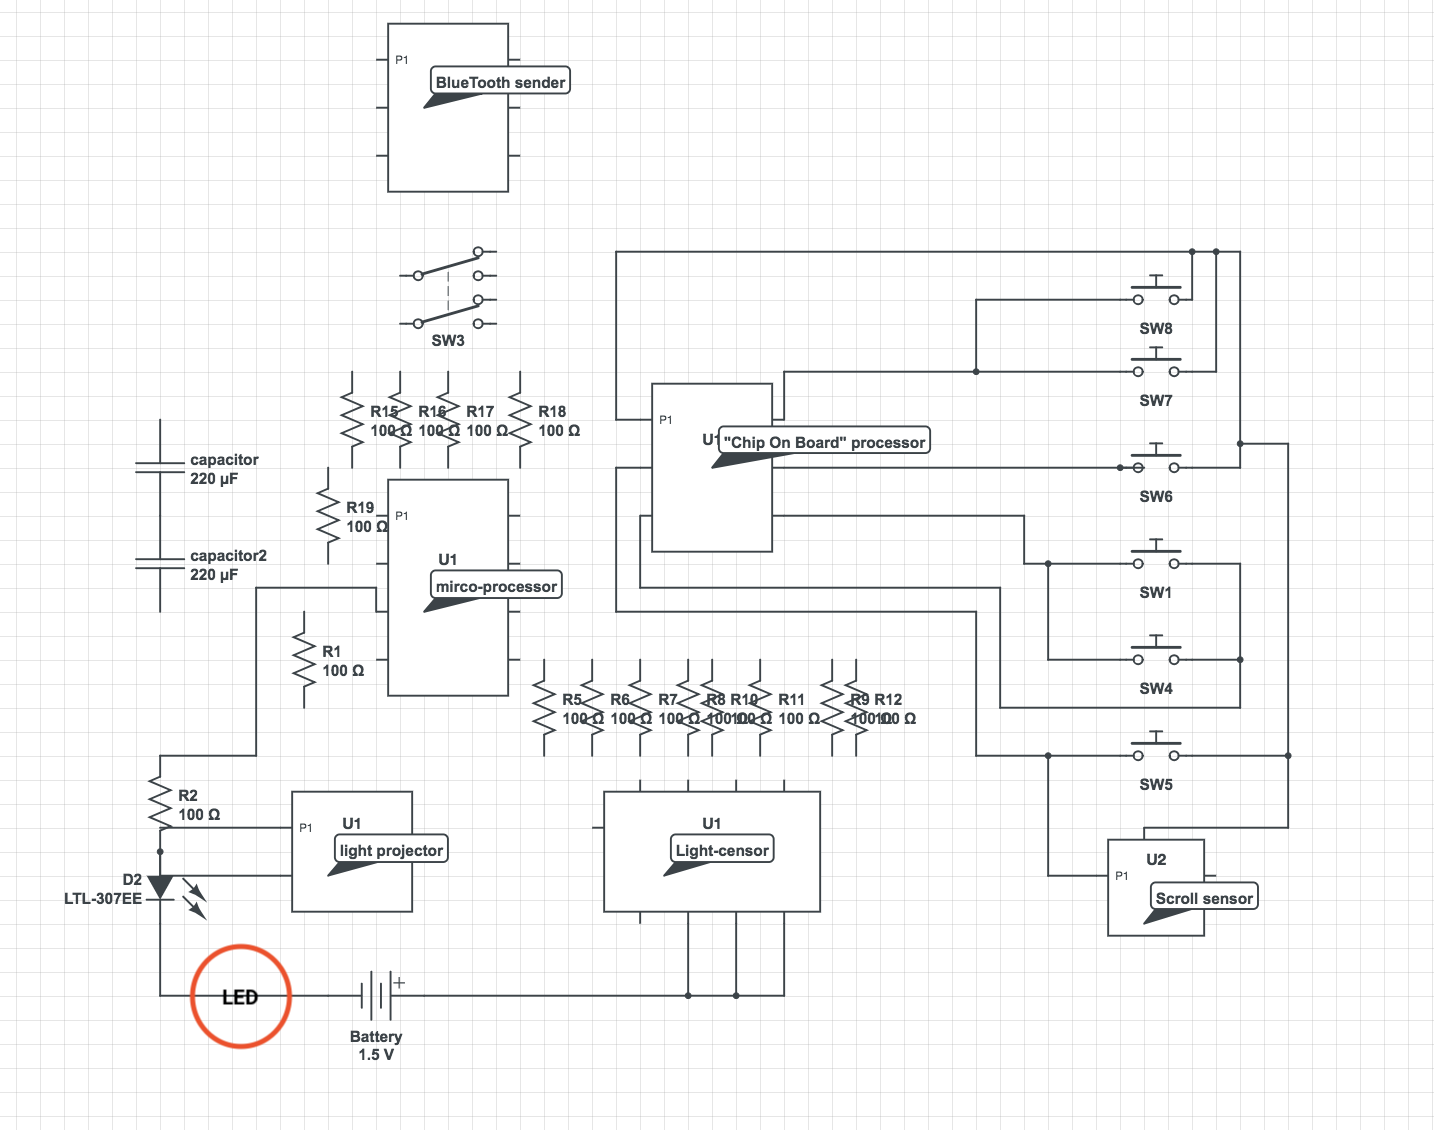 P1
BlueTooth sender
SW3
SW8
SW7
R15
100 Ω
R16
100 Ω
R17
100 Ω
R18
100 Ω
P1
U1
"Chip On Board" processor
capacitor
220 µF
SW6
R19
100 Ω
P1
U1
mirco-processor
capacitor2
220 µF
SW1
R1
100 Ω
SW4
R5
100 Ω
R6
100 Ω
R7
100 Ω
R8
100 Ω
R10
100 Ω
R11
100 Ω
R9
100 Ω
R12
100 Ω
SW5
R2
100 Ω
P1
U1
light projector
U1
Light-censor
D2
LTL-307EE
U2
P1
Scroll sensor
LED
+
Battery
1.5 V